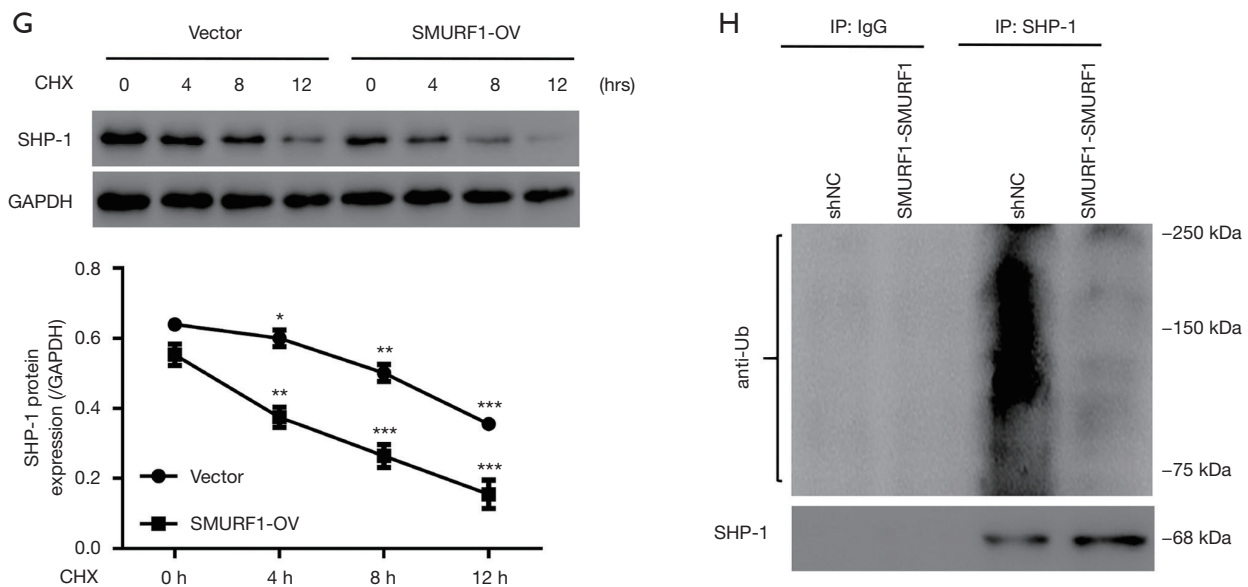 G
Vector SMURF1-OV
CHX 0 4 8 12 0 4 8 12 (hrs)
SHP-1
GAPDH
SHP-1 protein
expression (/GAPDH)
0.8
0.6
0.4
0.2
0.0
*
**
***
**
***
***
Vector
SMURF1-OV
CHX 0 h 4 h 8 h 12 h
H
IP: IgG IP: SHP-1
shNC
SMURF1-SMURF1
shNC
SMURF1-SMURF1
anti-Ub
–250 kDa
–150 kDa
–75 kDa
SHP-1
–68 kDa